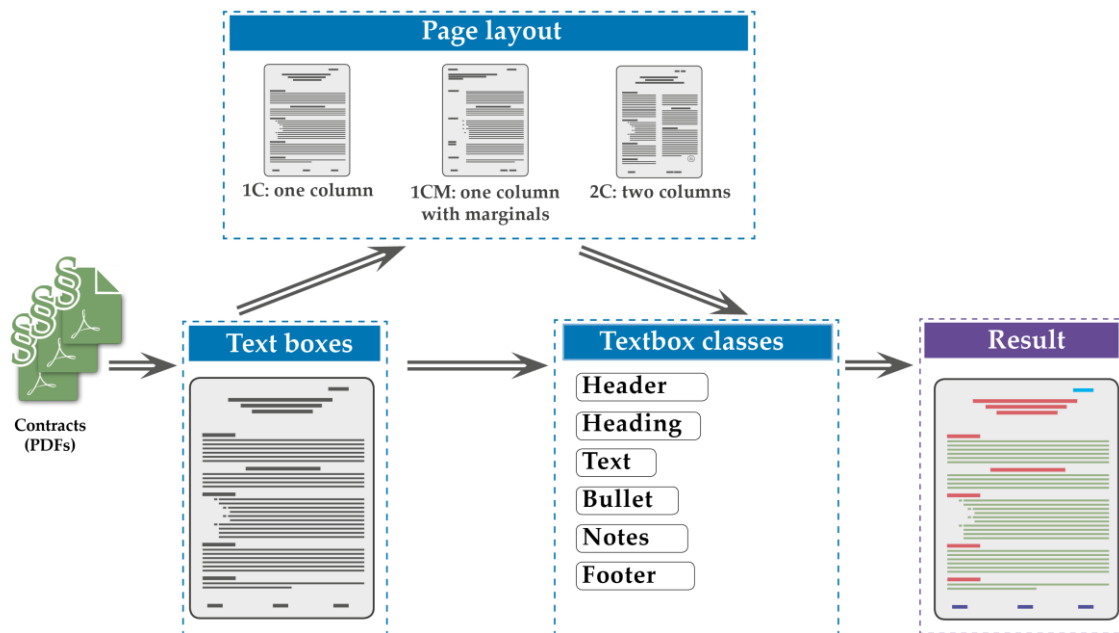 Page layout
1C: one column
1CM: one column
with marginals
2C: two columns
§§§
Contracts
(PDFs)
Text boxes
Textbox classes
Header
Heading
Text
Bullet
Notes
Footer
Result